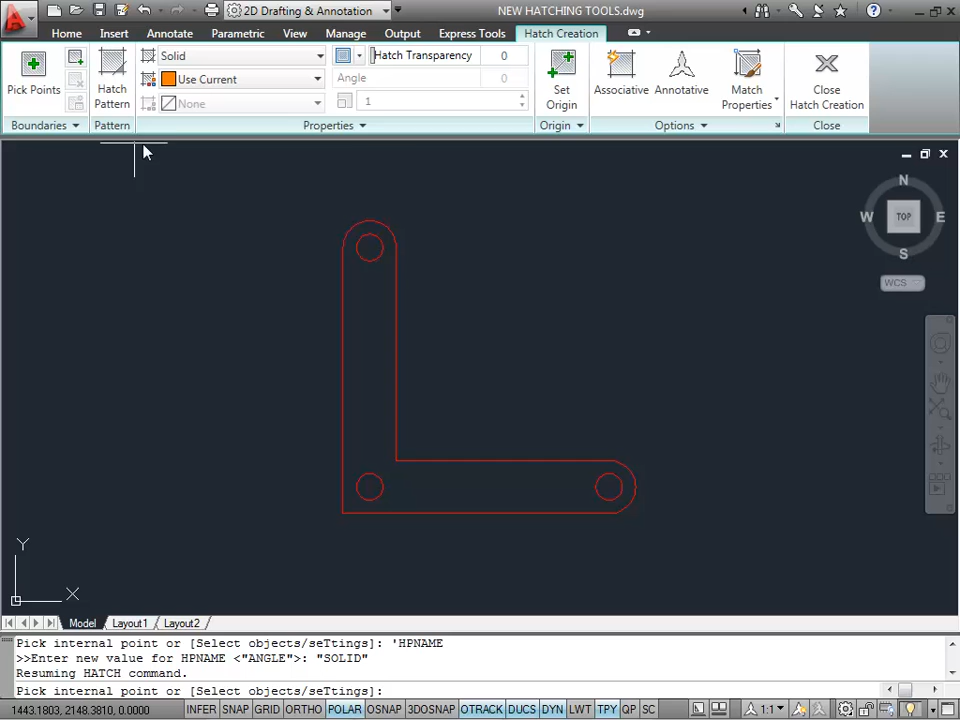 2D Drafting & Annotation
NEW HATCHING TOOLS.dwg
Home Insert Annotate Parametric View Manage Output Express Tools Hatch Creation
Pick Points
Hatch Pattern
Solid
Use Current
None
Hatch Transparency 0
Angle 0
1
Set Origin
Associative
Annotative
Match Properties
Close Hatch Creation
Boundaries Pattern Properties Origin Options Close
N
W TOP E
S
WCS
Y
X
Model Layout1 Layout2
Pick internal point or [Select objects/seTtings]: 'HPNAME
>>Enter new value for HPNAME <"ANGLE">: "SOLID"
Resuming HATCH command.
Pick internal point or [Select objects/seTtings]:
1443.1803, 2148.3810, 0.0000 INFER SNAP GRID ORTHO POLAR OSNAP 3DOSNAP OTRACK DUCS DYN LWT TPY QP SC 1:1